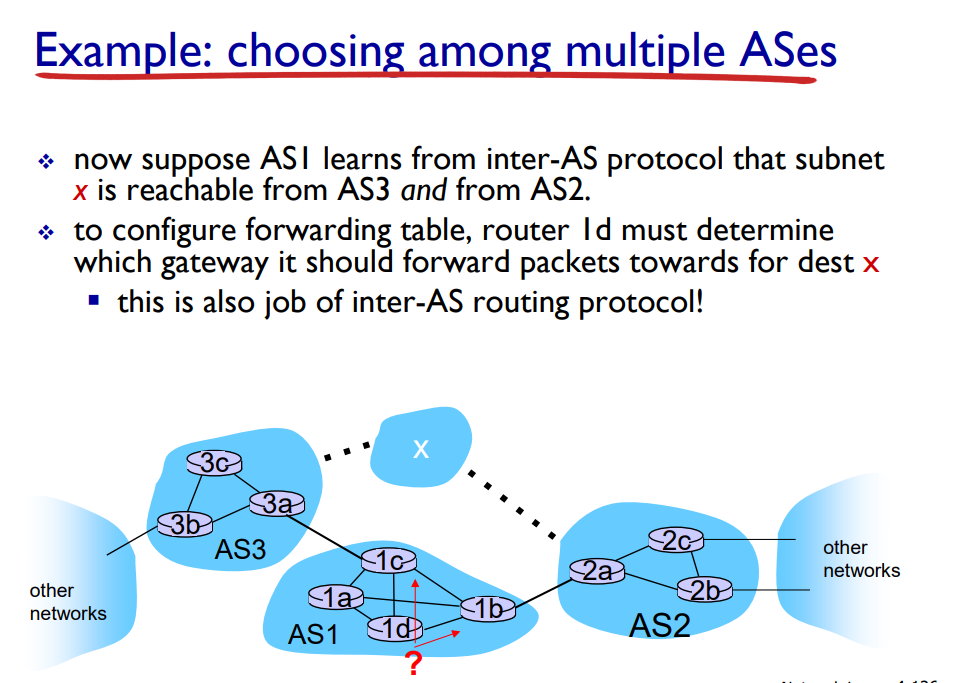 Example: choosing among multiple ASes
❖ now suppose AS1 learns from inter-AS protocol that subnet
x is reachable from AS3 and from AS2.
❖ to configure forwarding table, router 1d must determine
which gateway it should forward packets towards for dest x
▪ this is also job of inter-AS routing protocol!
x
3c
3a
3b
AS3
other
networks
1c
1a
1b
1d
AS1
?
2c
2a
2b
AS2
other
networks